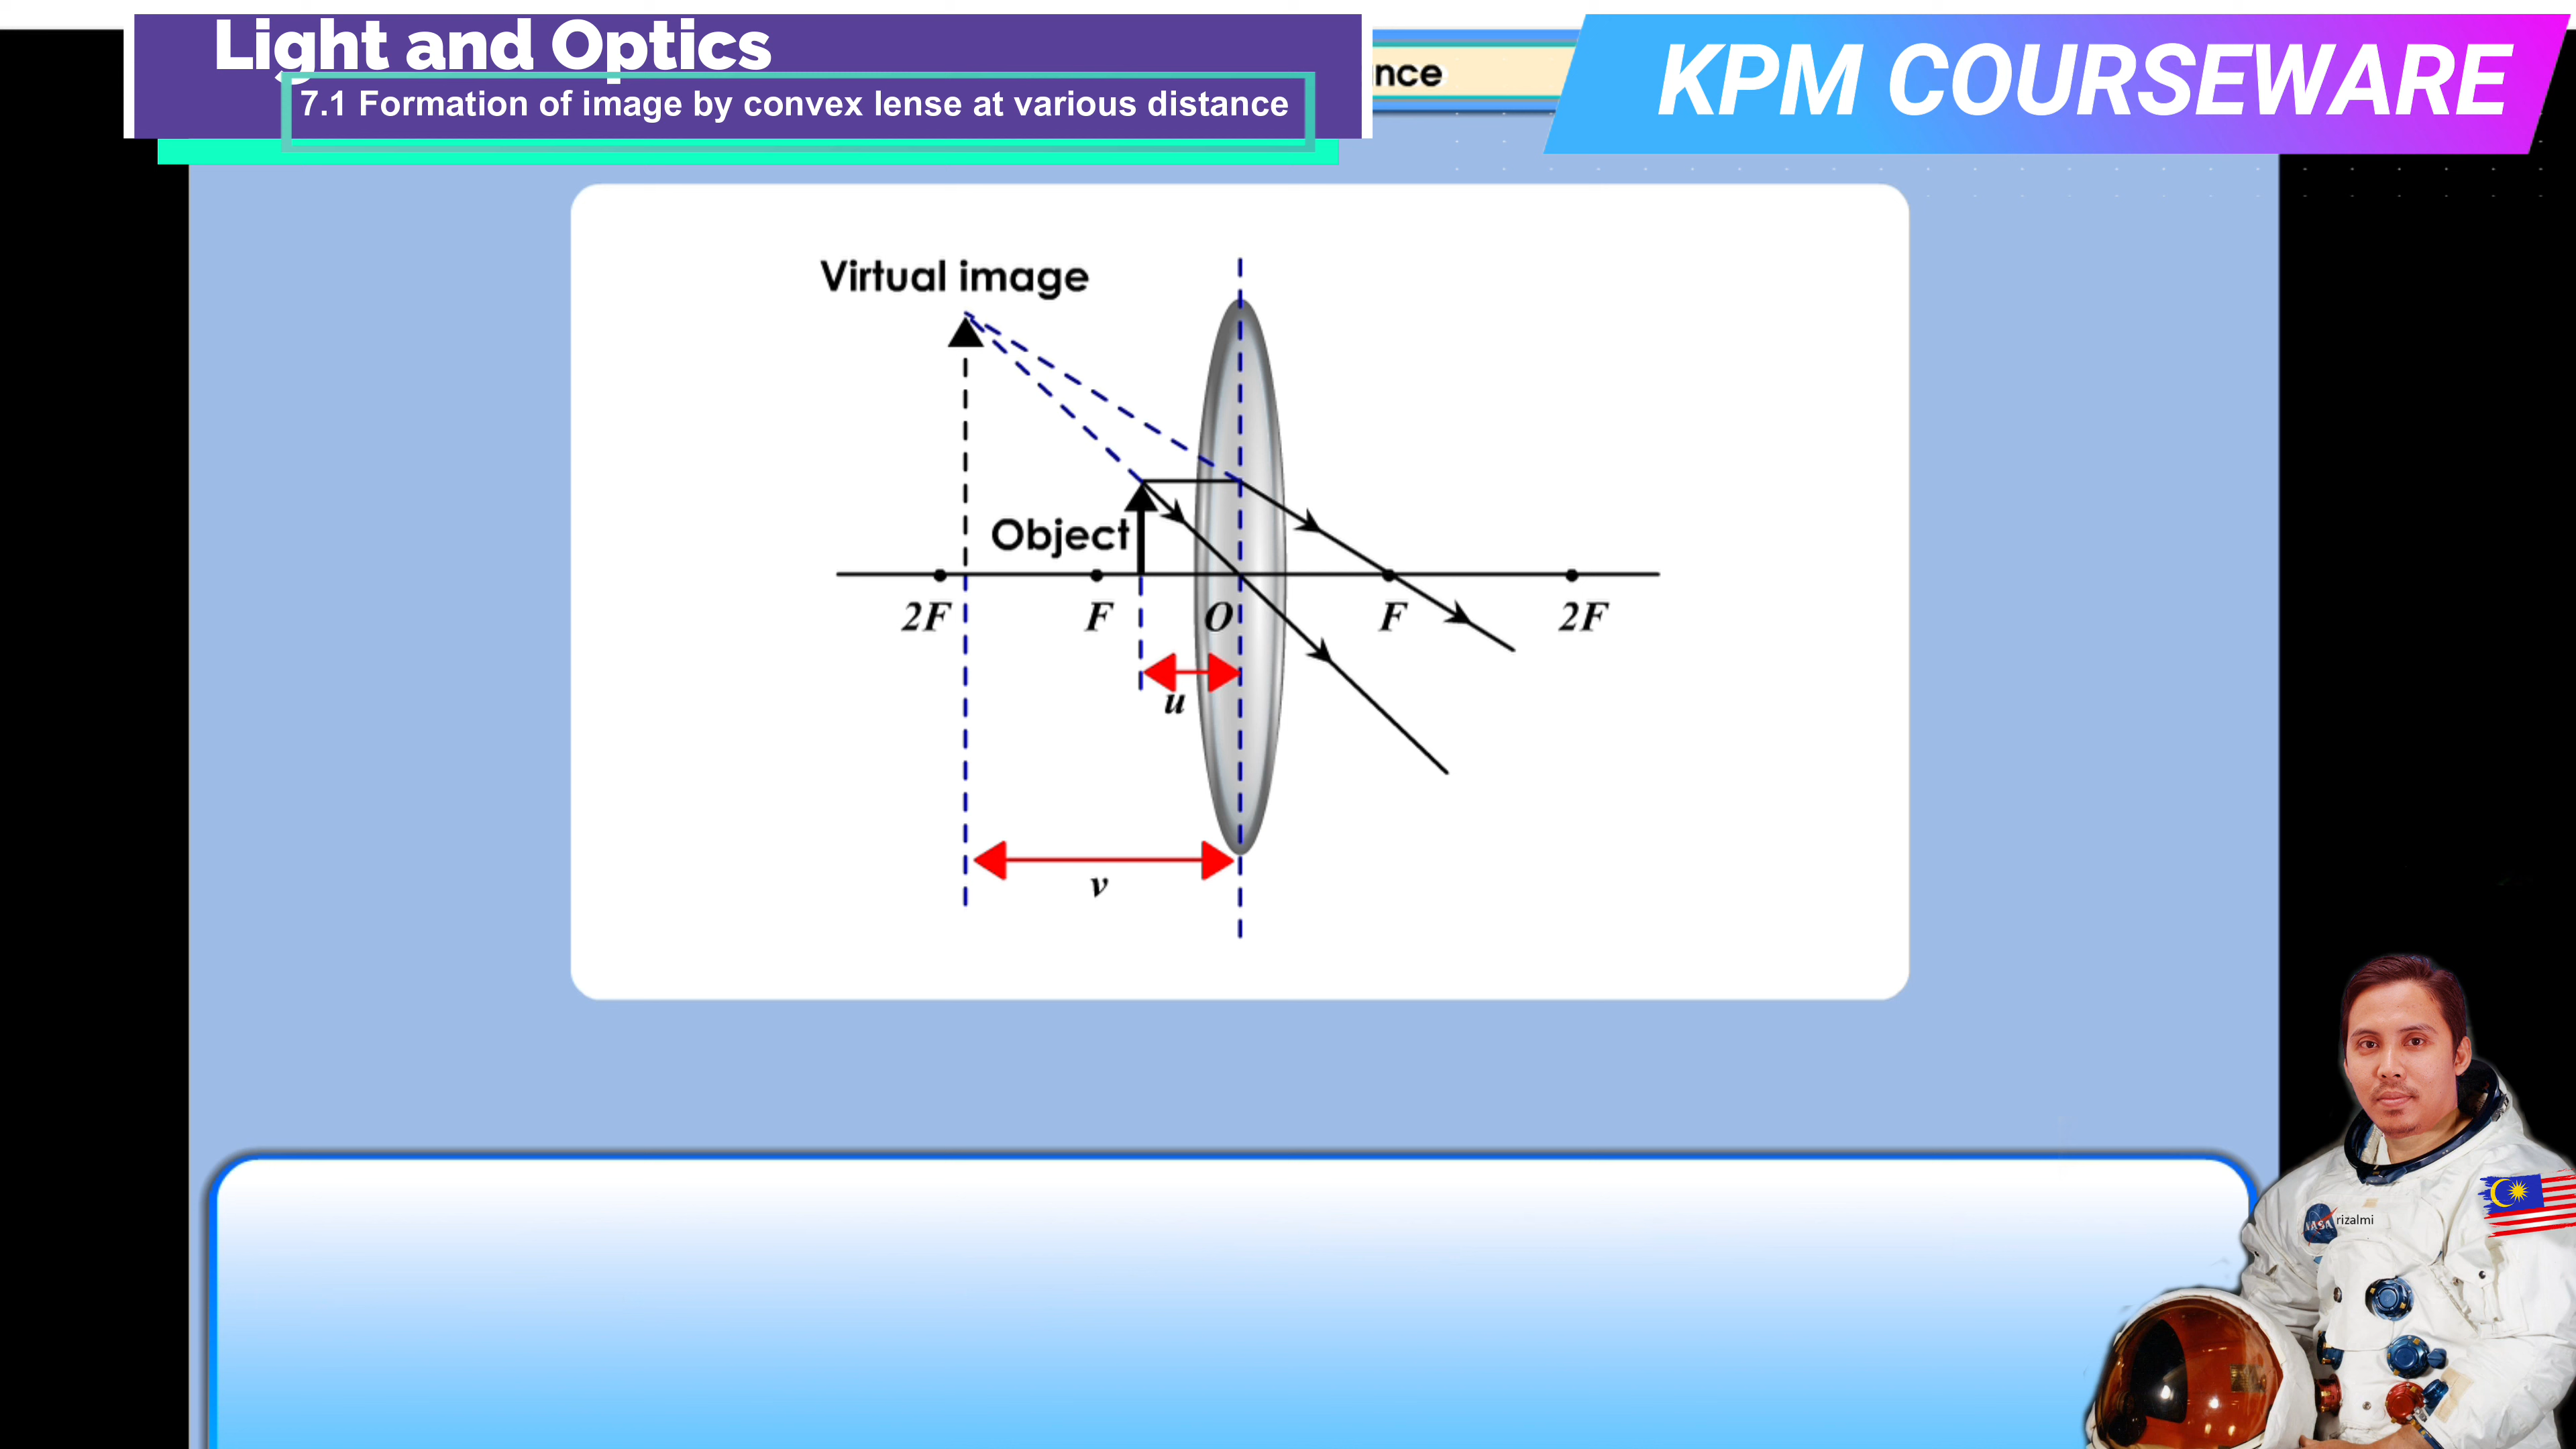 Light and Optics
7.1 Formation of image by convex lense at various distance
nce
KPM COURSEWARE
Virtual image
Object
2F
F
O
F
2F
u
v
NASA
rizalmi